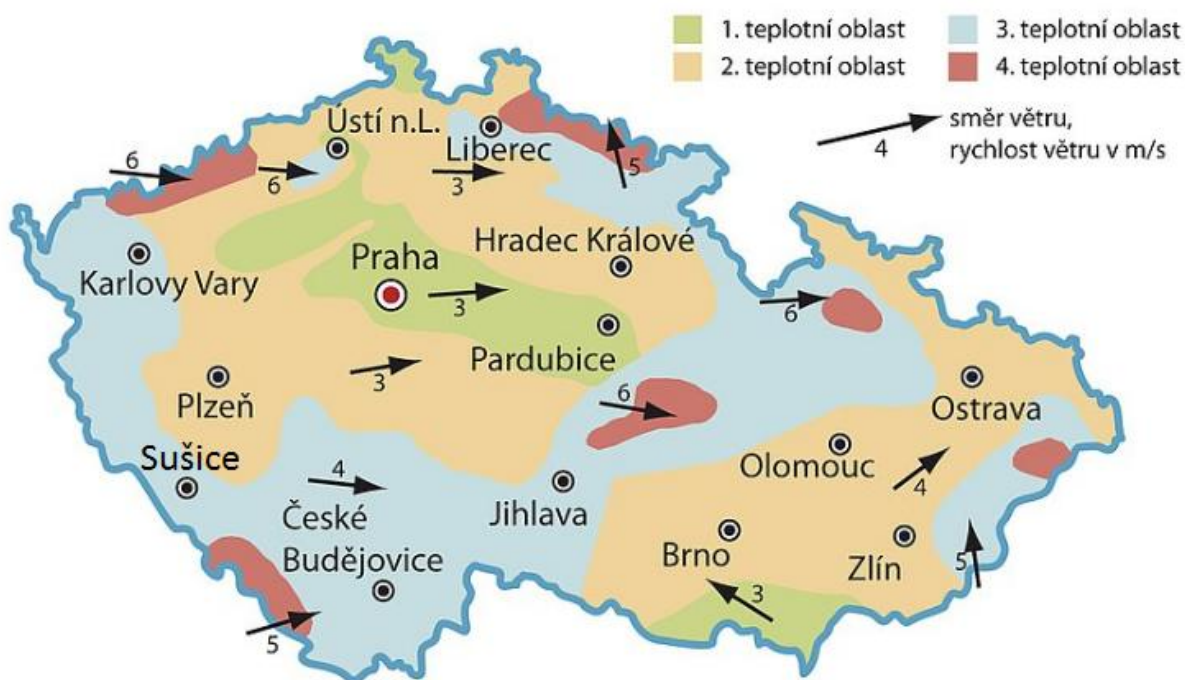 1. teplotní oblast
2. teplotní oblast
3. teplotní oblast
4. teplotní oblast
směr větru,
rychlost větru v m/s
4
Ústí n.L.
Liberec
6
6
3
5
Karlovy Vary
Hradec Králové
Praha
3
6
Pardubice
3
Plzeň
6
Ostrava
Sušice
Olomouc
4
4
České
Budějovice
Jihlava
Brno
Zlín
5
3
5